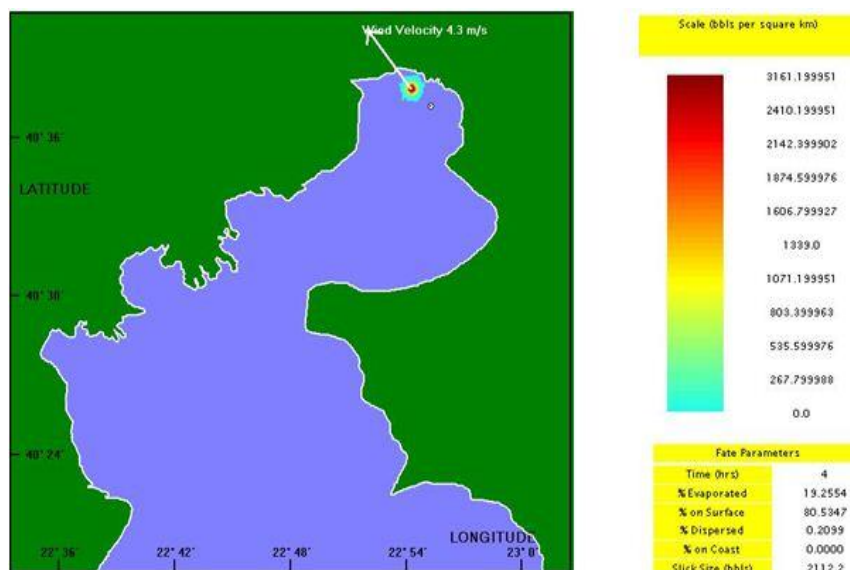 Wind Velocity 4.3 m/s
40° 36'
LATITUDE
40° 30'
40° 24'
LONGITUDE
22° 36' 22° 42' 22° 48' 22° 54' 23° 0'
Scale (bbls per square km)
3161.199951
2410.199951
2142.399902
1874.599976
1606.799927
1339.0
1071.199951
803.399963
535.599976
267.799988
0.0
Fate Parameters
Time (hrs) 4
% Evaporated 19.2554
% on Surface 80.5347
% Dispersed 0.2099
% on Coast 0.0000
Slick Size (bbls) 2112.2